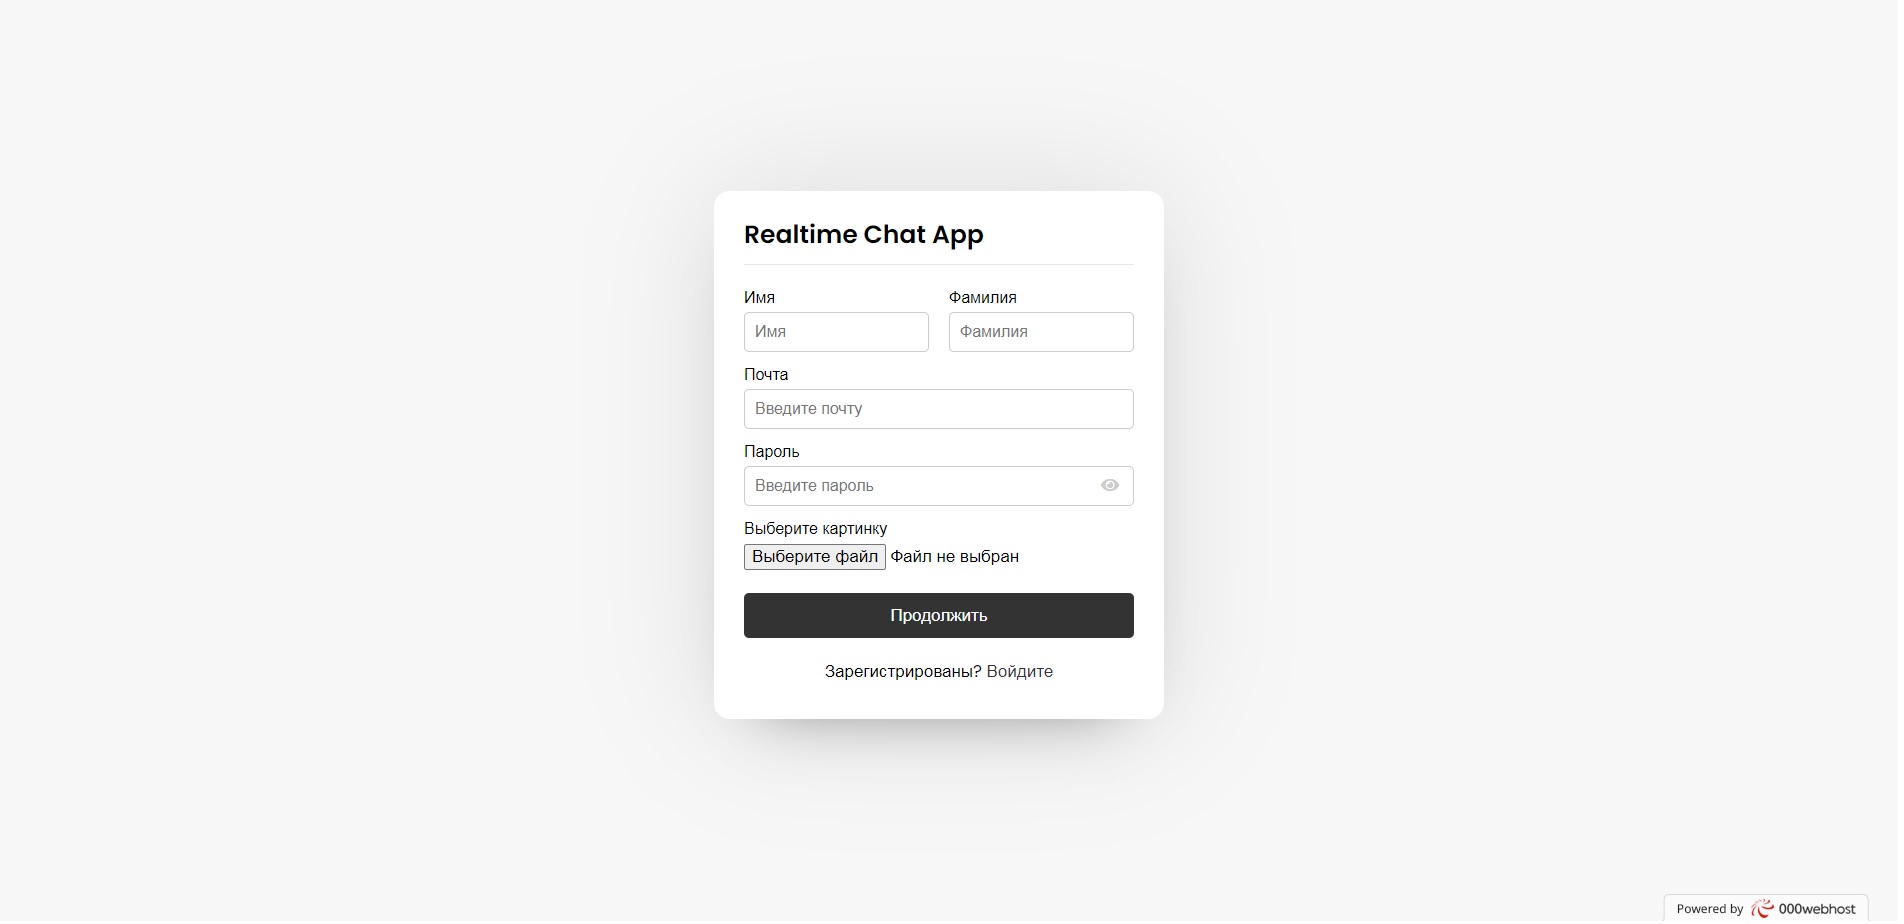 Realtime Chat App
Имя Фамилия
Имя Фамилия
Почта
Введите почту
Пароль
Введите пароль
Выберите картинку
Выберите файл Файл не выбран
Продолжить
Зарегистрированы? Войдите
Powered by 000webhost